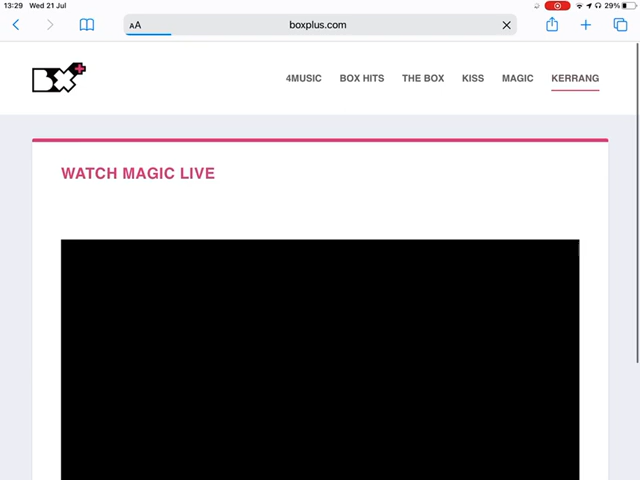 13:29 Wed 21 Jul 29%
AA boxplus.com
BOX+ 4MUSIC BOX HITS THE BOX KISS MAGIC KERRANG
WATCH MAGIC LIVE